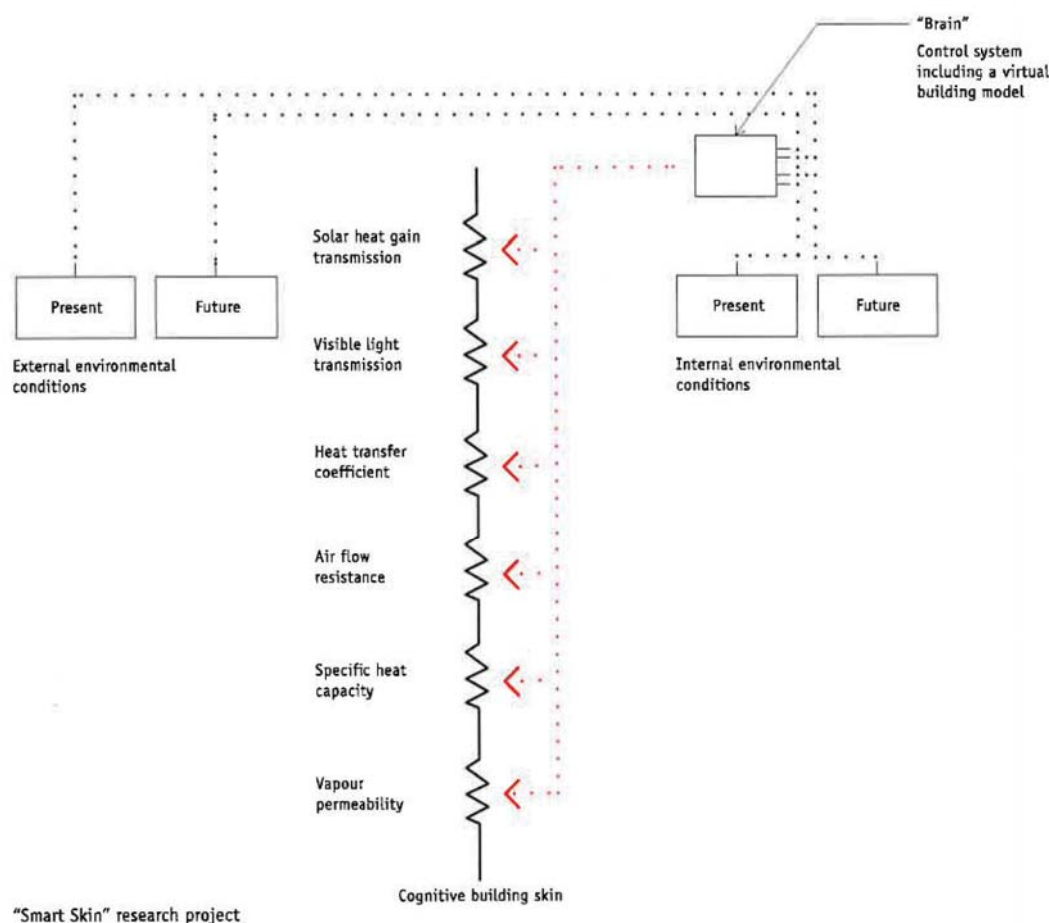 "Brain"
Control system
including a virtual
building model
Solar heat gain
transmission
Present
Future
Present
Future
Visible light
transmission
External environmental
conditions
Internal environmental
conditions
Heat transfer
coefficient
Air flow
resistance
Specific heat
capacity
Vapour
permeability
Cognitive building skin
"Smart Skin" research project